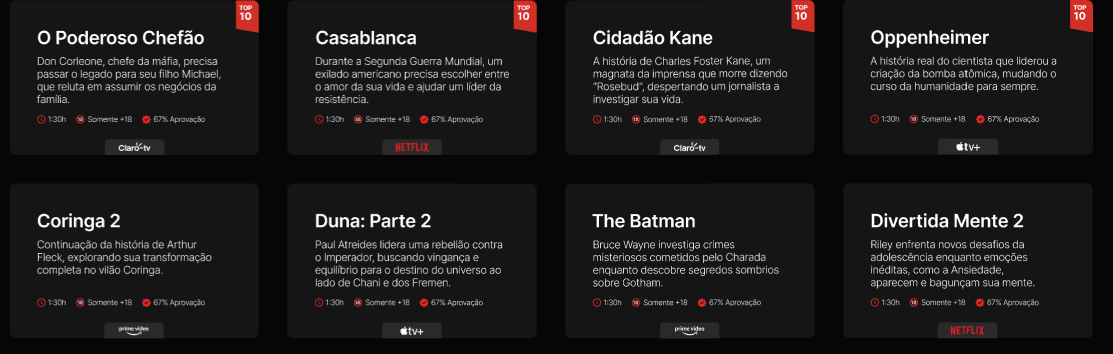 TOP
10
O Poderoso Chefão
Don Corleone, chefe da máfia, precisa
passar o legado para seu filho Michael,
que reluta em assumir os negócios da
família.
1:30h
18
Somente +18
67% Aprovação
Claro tv
TOP
10
Casablanca
Durante a Segunda Guerra Mundial, um
exilado americano precisa escolher entre
o amor da sua vida e ajudar um líder da
resistência.
1:30h
18
Somente +18
67% Aprovação
NETFLIX
TOP
10
Cidadão Kane
A história de Charles Foster Kane, um
magnata da imprensa que morre dizendo
"Rosebud", despertando um jornalista a
investigar sua vida.
1:30h
18
Somente +18
67% Aprovação
Claro tv
TOP
10
Oppenheimer
A história real do cientista que liderou a
criação da bomba atômica, mudando o
curso da humanidade para sempre.
1:30h
18
Somente +18
67% Aprovação
tv+
Coringa 2
Continuação da história de Arthur
Fleck, explorando sua transformação
completa no vilão Coringa.
1:30h
18
Somente +18
67% Aprovação
prime video
Duna: Parte 2
Paul Atreides lidera uma rebelião contra
o Imperador, buscando vingança e
equilíbrio para o destino do universo ao
lado de Chani e dos Fremen.
1:30h
18
Somente +18
67% Aprovação
tv+
The Batman
Bruce Wayne investiga crimes
misteriosos cometidos pelo Charada
enquanto descobre segredos sombrios
sobre Gotham.
1:30h
18
Somente +18
67% Aprovação
prime video
Divertida Mente 2
Riley enfrenta novos desafios da
adolescência enquanto emoções
inéditas, como a Ansiedade,
aparecem e bagunçam sua mente.
1:30h
18
Somente +18
67% Aprovação
NETFLIX